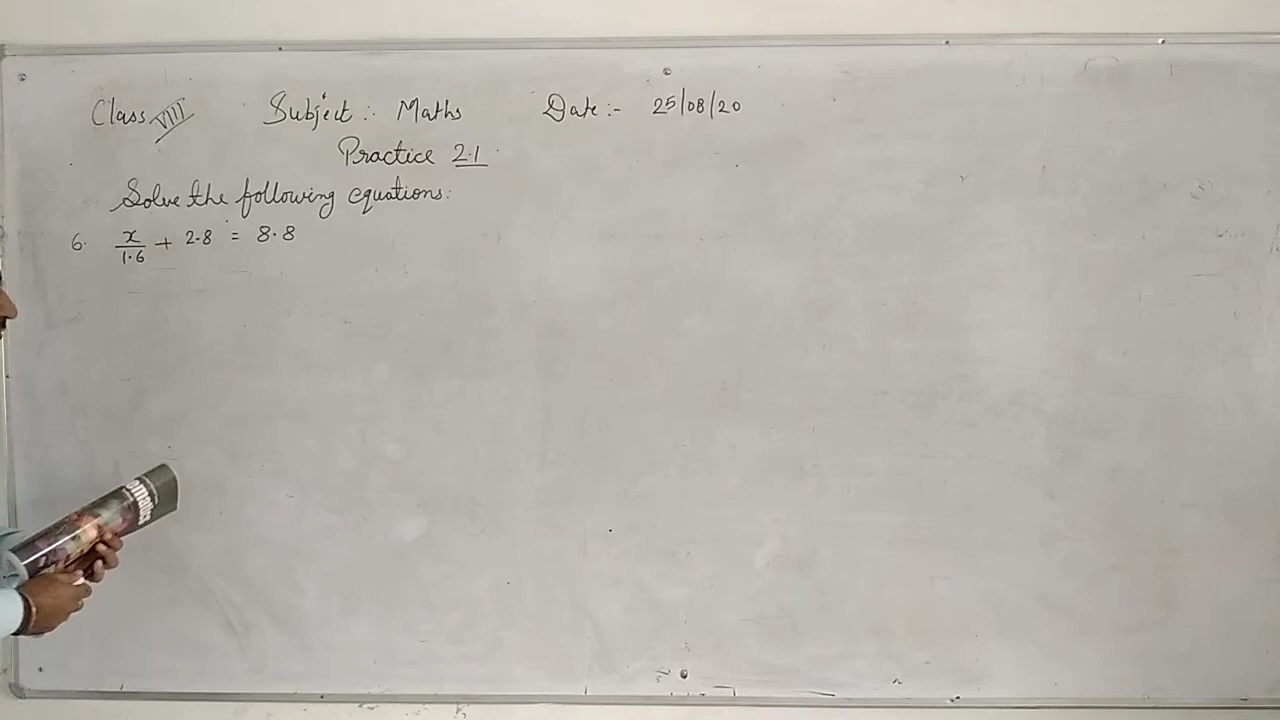 Class VIII Subject :- Maths Date :- 25/08/20
Practice 2.1
Solve the following equations:
6. x/1.6 + 2.8 = 8.8